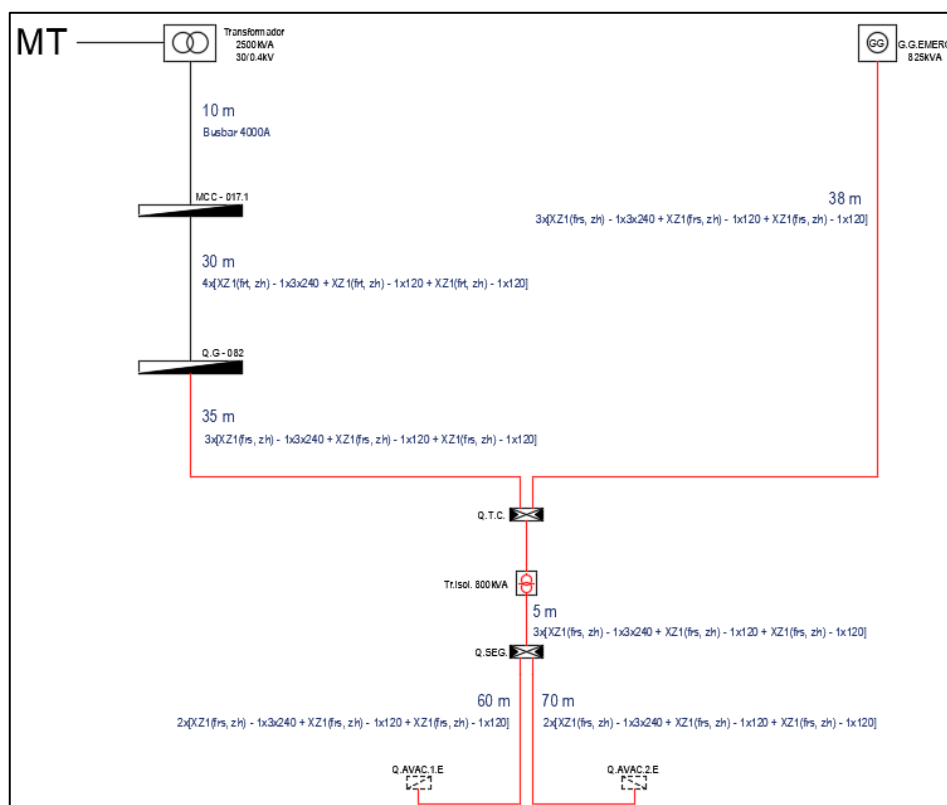 MT
Transformador
2500KVA
30/0.4kV
GG
G.G.EMERG
825KVA
10 m
Busbar 4000A
MCC - 017.1
38 m
3x[XZ1(frs, zh) - 1x3x240 + XZ1(frs, zh) - 1x120 + XZ1(frs, zh) - 1x120]
30 m
4x[XZ1(frt, zh) - 1x3x240 + XZ1(frt, zh) - 1x120 + XZ1(frt, zh) - 1x120]
Q.G - 082
35 m
3x[XZ1(frs, zh) - 1x3x240 + XZ1(frs, zh) - 1x120 + XZ1(frs, zh) - 1x120]
Q.T.C.
Tr.Isol. 800KVA
5 m
3x[XZ1(frs, zh) - 1x3x240 + XZ1(frs, zh) - 1x120 + XZ1(frs, zh) - 1x120]
Q.SEG.
60 m
2x[XZ1(frs, zh) - 1x3x240 + XZ1(frs, zh) - 1x120 + XZ1(frs, zh) - 1x120]
70 m
2x[XZ1(frs, zh) - 1x3x240 + XZ1(frs, zh) - 1x120 + XZ1(frs, zh) - 1x120]
Q.AVAC.1.E
Q.AVAC.2.E